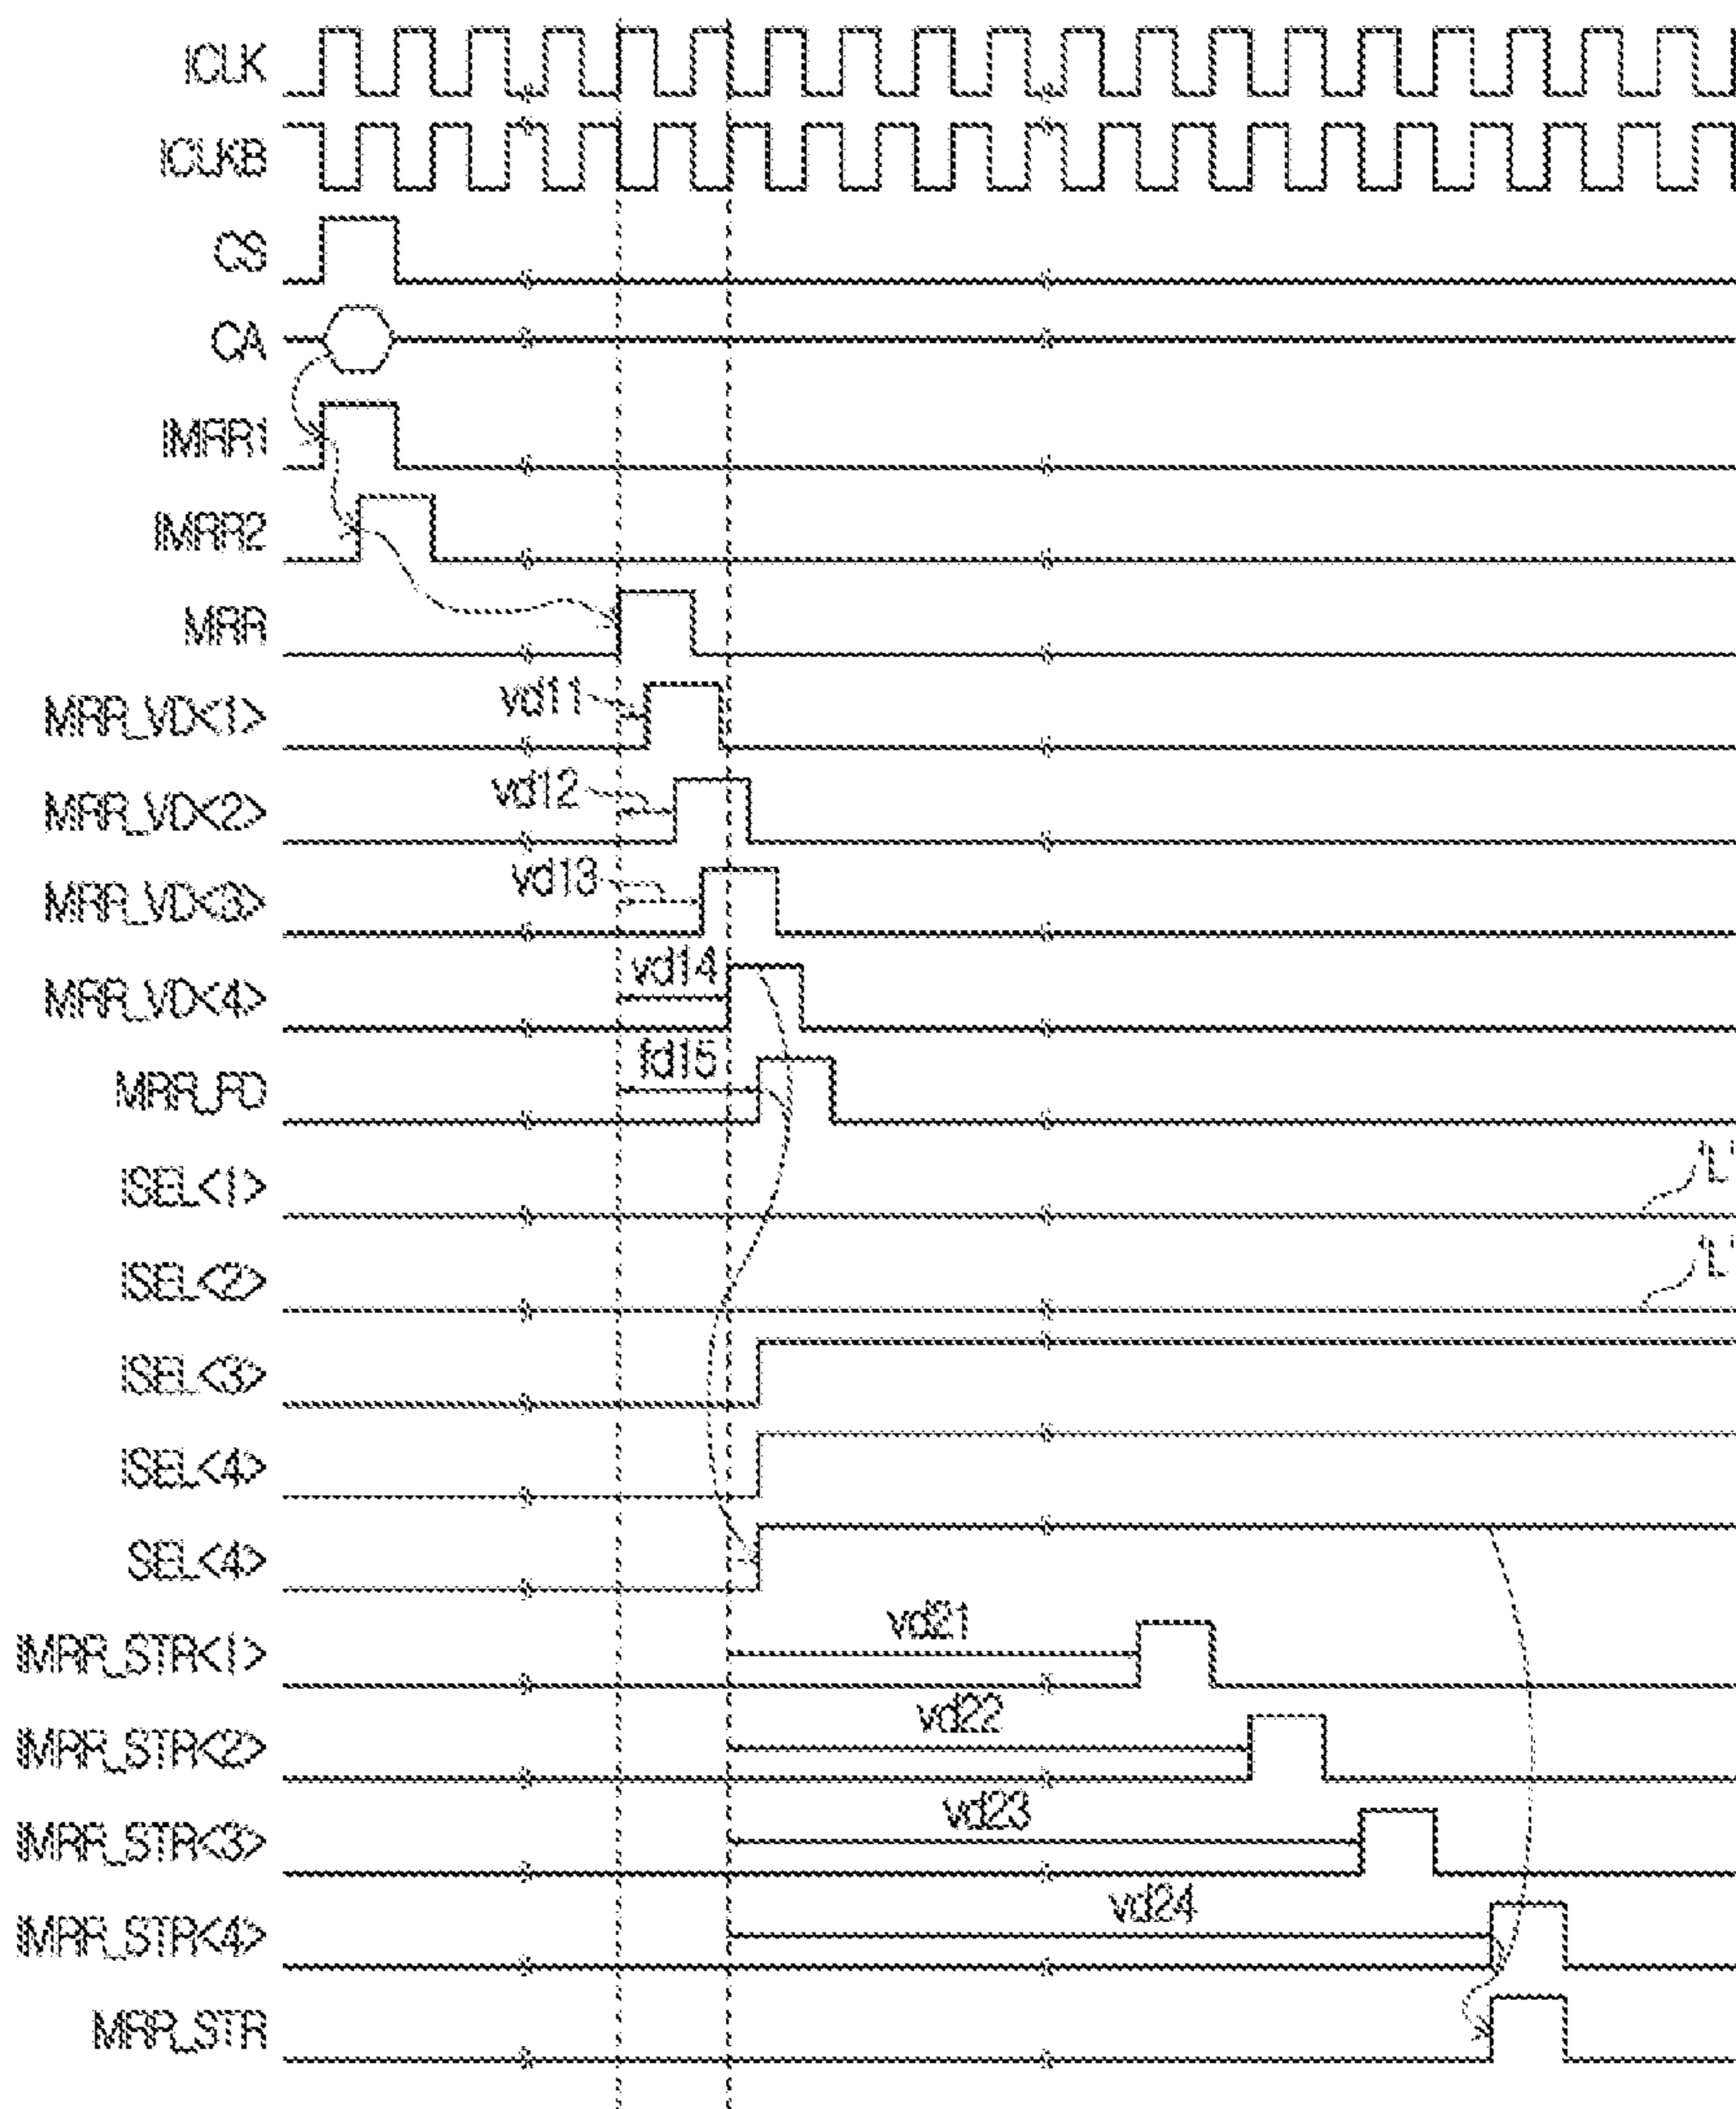 ICLK
ICLKB
CS
CA
IMRR1
IMRR2
MRR
MRR_VD<1>
vd11
MRR_VD<2>
vd12
MRR_VD<3>
vd13
MRR_VD<4>
vd14
MRR_FD
fd15
ISEL<1>
'L'
ISEL<2>
'L'
ISEL<3>
ISEL<4>
SEL<4>
IMRR_STR<1>
vd21
IMRR_STR<2>
vd22
IMRR_STR<3>
vd23
IMRR_STR<4>
vd24
MRR_STR